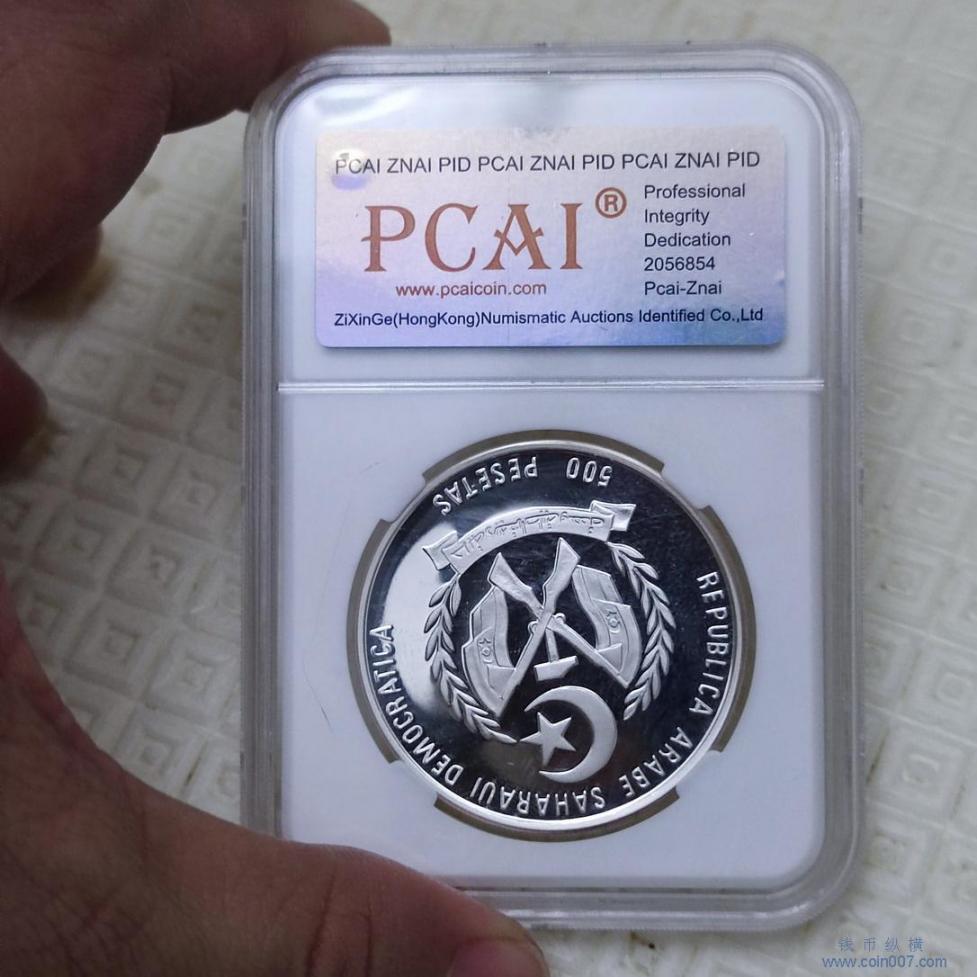 PCAI ZNAI PID PCAI ZNAI PID PCAI ZNAI PID
PCAI®
www.pcaicoin.com
Professional
Integrity
Dedication
2056854
Pcai-Znai
ZiXinGe(HongKong)Numismatic Auctions Identified Co.,Ltd
REPUBLICA ARABE SAHARAUI DEMOCRATICA
500 PESETAS
钱币纵横
www.coin007.com